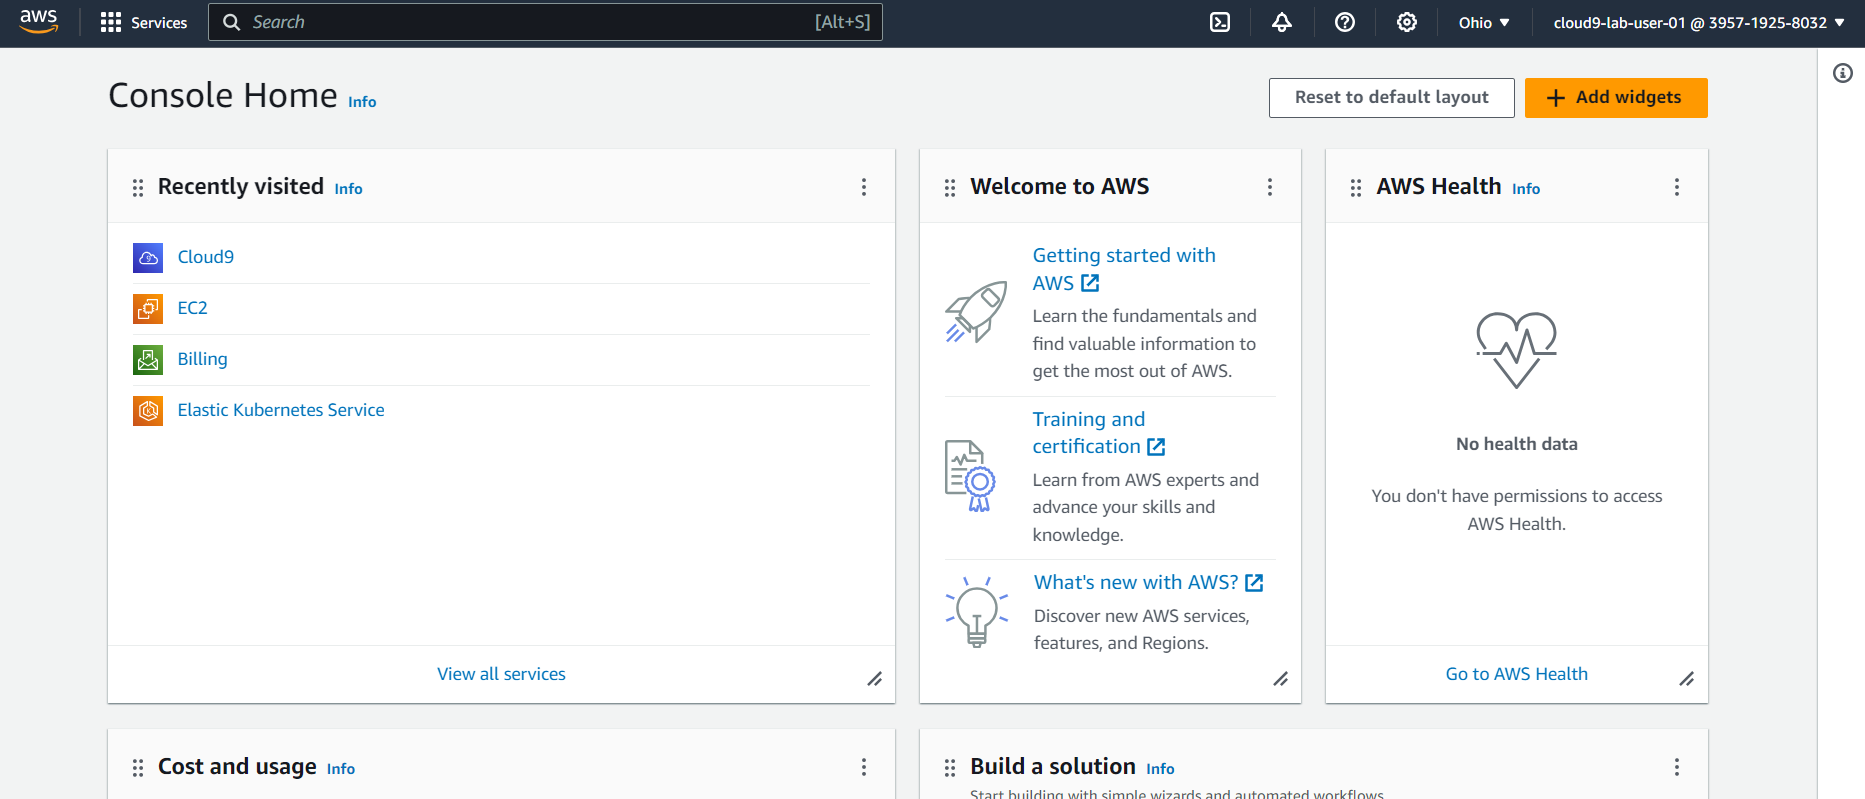 aws
Services
Search
[Alt+S]
Ohio
cloud9-lab-user-01 @ 3957-1925-8032
Console Home Info
Reset to default layout
Add widgets
Recently visited Info
Cloud9
EC2
Billing
Elastic Kubernetes Service
View all services
Welcome to AWS
Getting started with
AWS
Learn the fundamentals and
find valuable information to
get the most out of AWS.
Training and
certification
Learn from AWS experts and
advance your skills and
knowledge.
What's new with AWS?
Discover new AWS services,
features, and Regions.
AWS Health Info
No health data
You don't have permissions to access
AWS Health.
Go to AWS Health
Cost and usage Info
Build a solution Info
Start building with simple wizards and automated workflows.